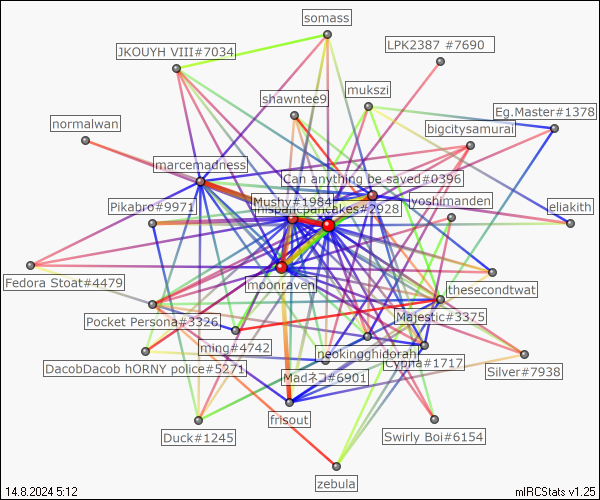 somass
LPK2387 #7690
JKOUYH VIII#7034
mukszi
shawntee9
Eg.Master#1378
normalwan
bigcitysamurai
marcemadness
Can anything be saved#0396
Mushy#1984
yoshimanden
Pikabro#9971
pancakes#2928
eliakith
Fedora Stoat#4479
moonraven
thesecondtwat
Pocket Persona#3326
Majestic#3375
ming#4742
neokingghidorah
DacobDacob hORNY police#5271
Cypha#1717
Silver#7938
Madネコ#6901
frisout
Duck#1245
Swirly Boi#6154
zebula
14.8.2024 5:12
mIRCStats v1.25